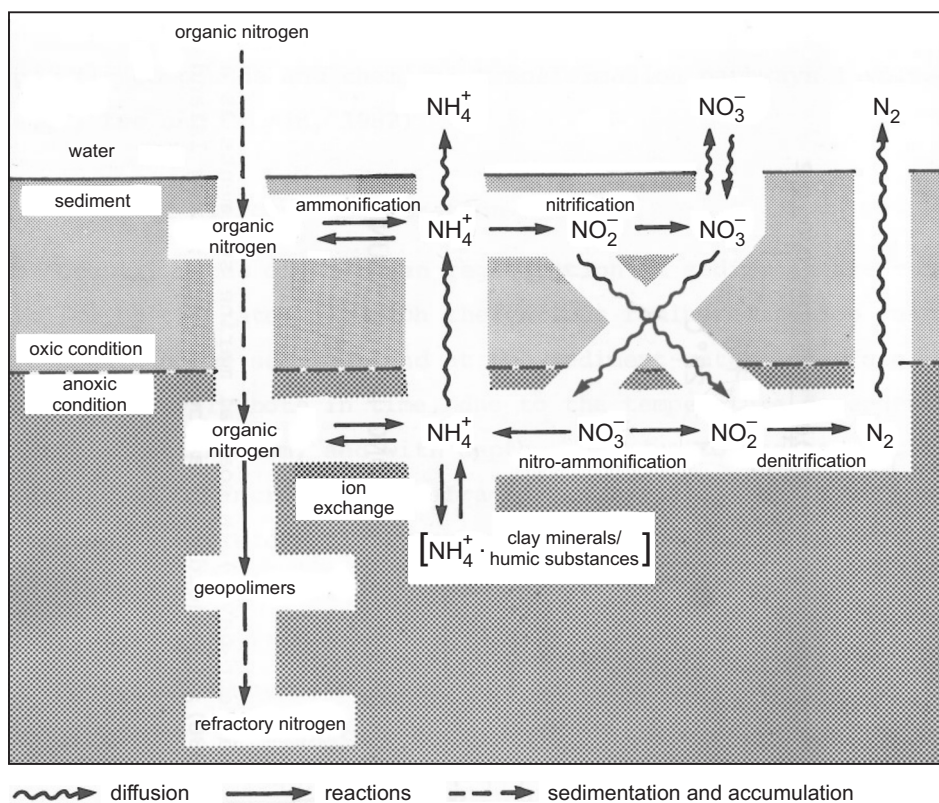 organic nitrogen
NH₄⁺ NO₃⁻ N₂
water
sediment
ammonification nitrification
organic
nitrogen
NH₄⁺ NO₂⁻ NO₃⁻
oxic condition
anoxic
condition
organic
nitrogen
NH₄⁺ NO₃⁻ NO₂⁻ N₂
nitro-ammonification denitrification
ion
exchange
[NH₄⁺ · clay minerals/
humic substances]
geopolimers
refractory nitrogen
diffusion reactions sedimentation and accumulation